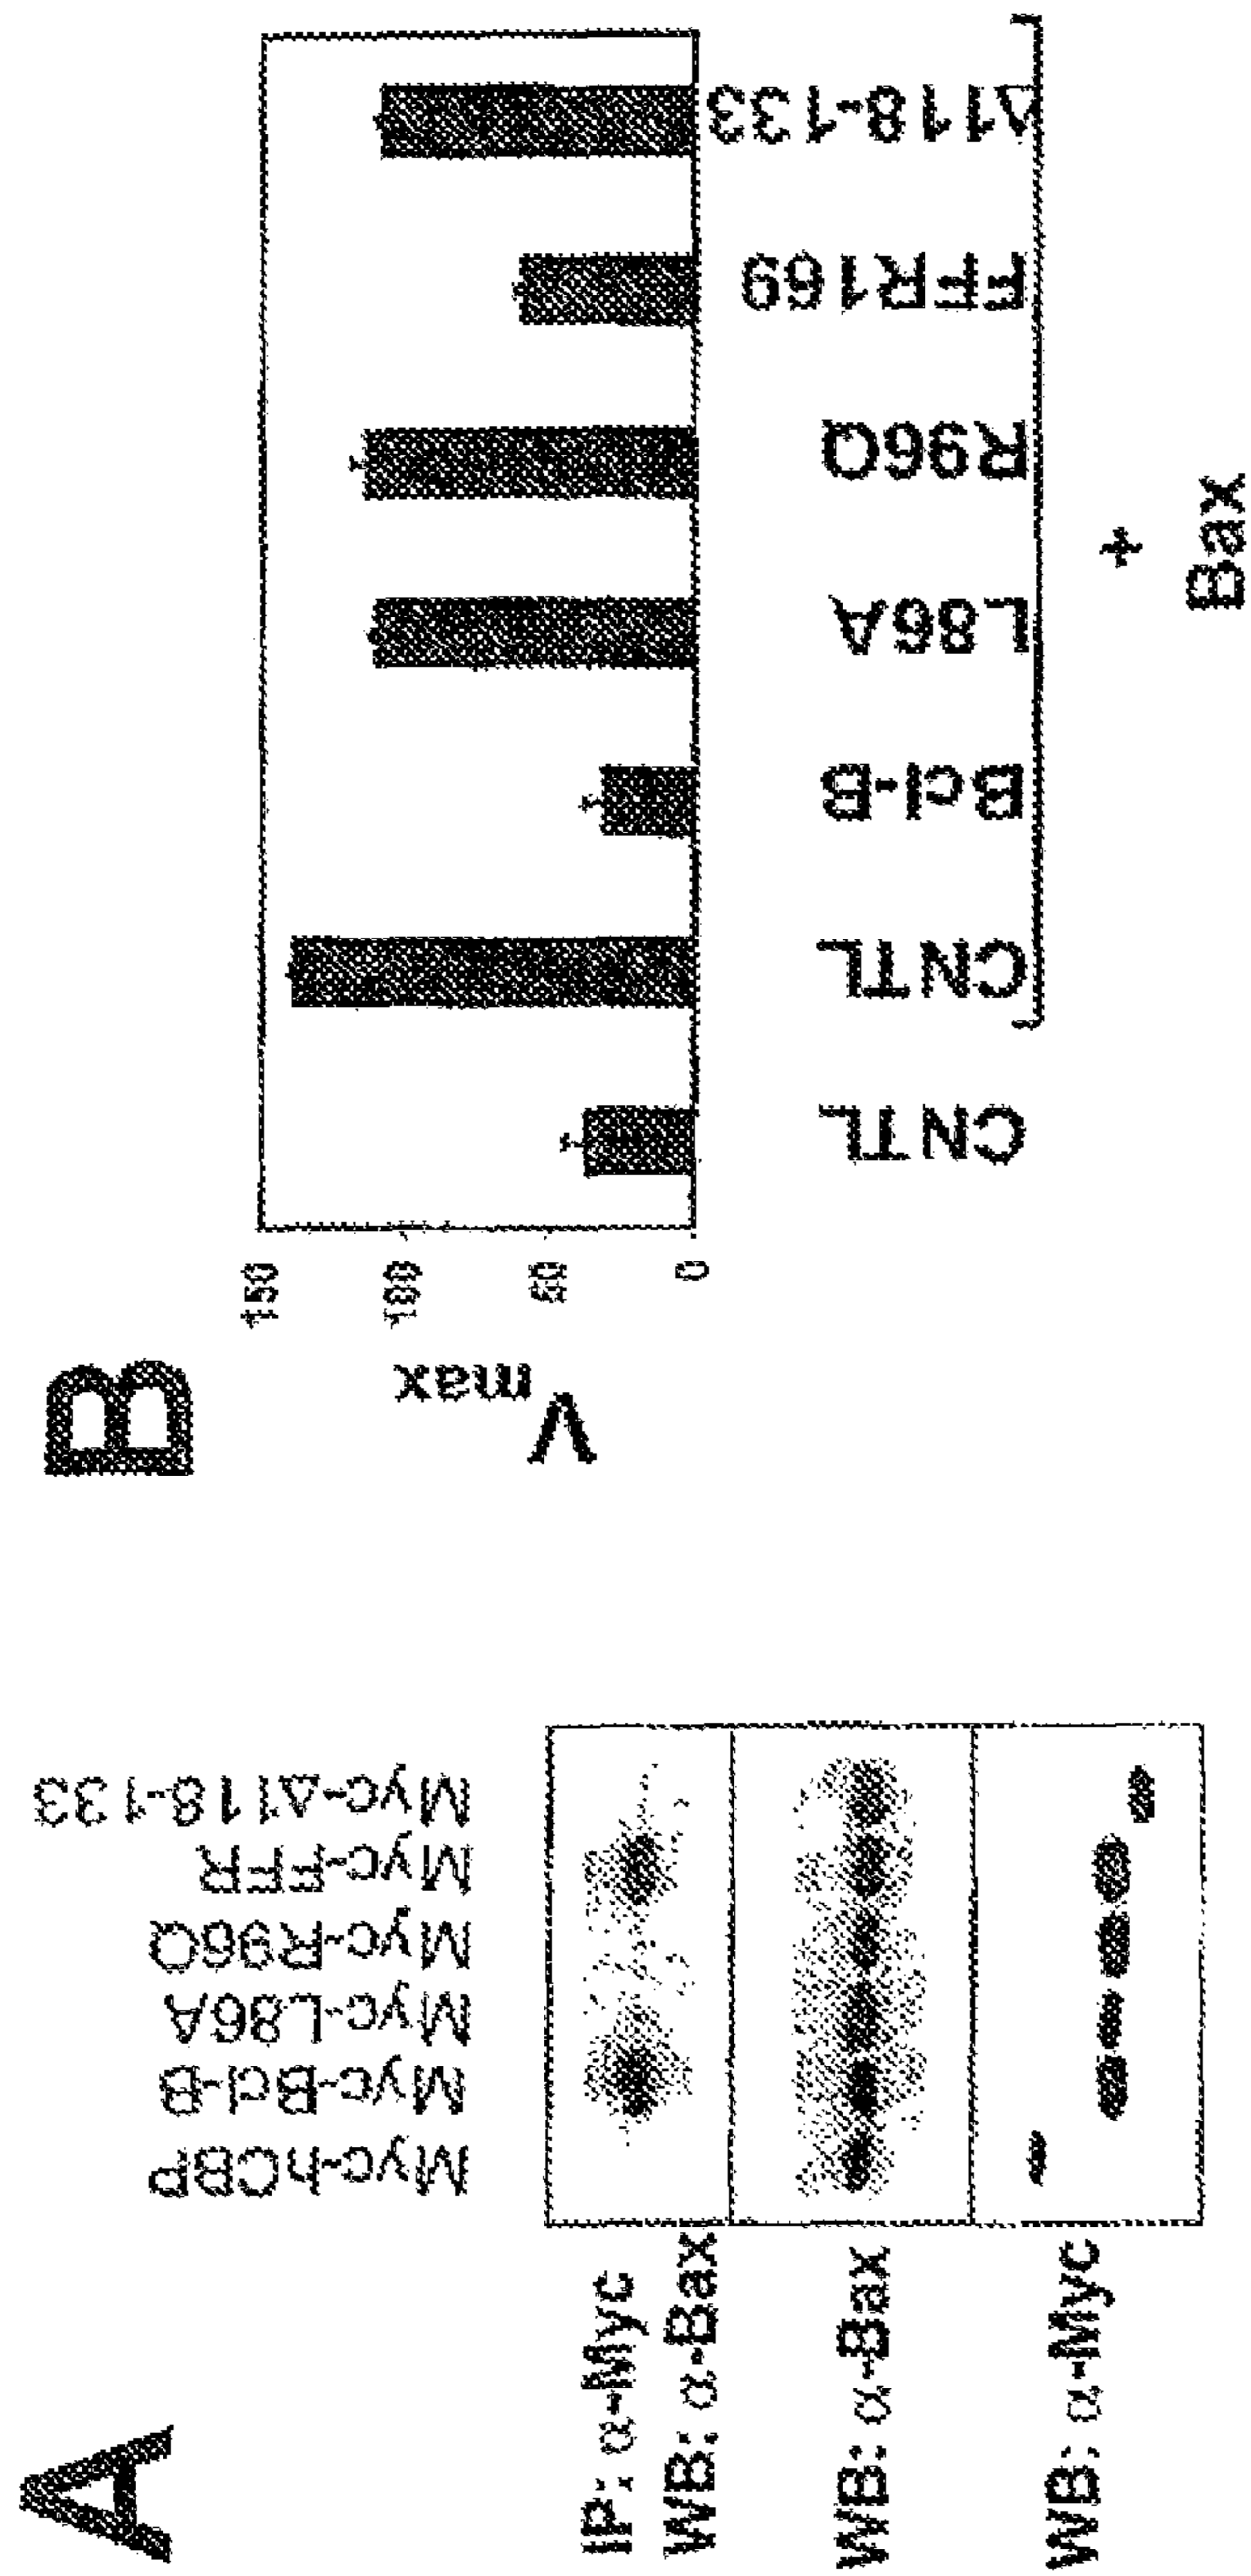 A
Myc-hCBP
Myc-Bcl-B
Myc-L86A
Myc-R96Q
Myc-FFR
Myc-Δ118-133
IP: α-Myc
WB: α-Bax
WB: α-Bax
WB: α-Myc
B
Vmax
150
100
50
0
CNTL
CNTL
Bcl-B
L86A
R96Q
FFR169
Δ118-133
+
Bax